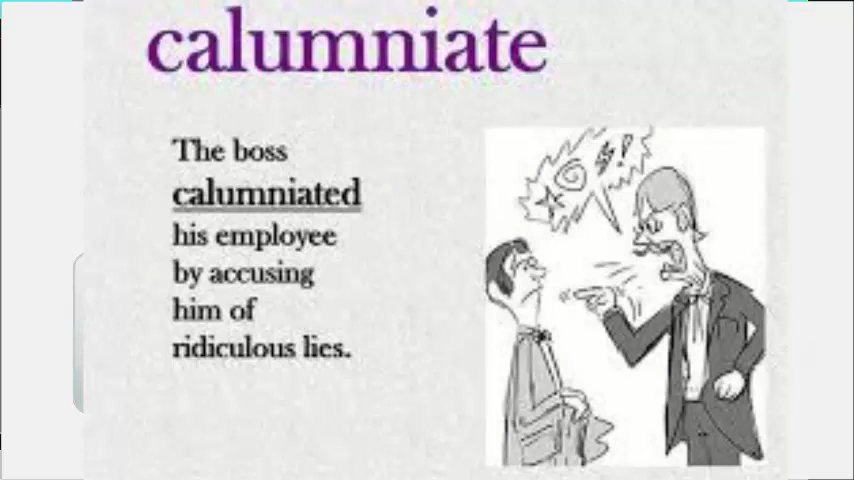 calumniate
The boss
calumniated
his employee
by accusing
him of
ridiculous lies.